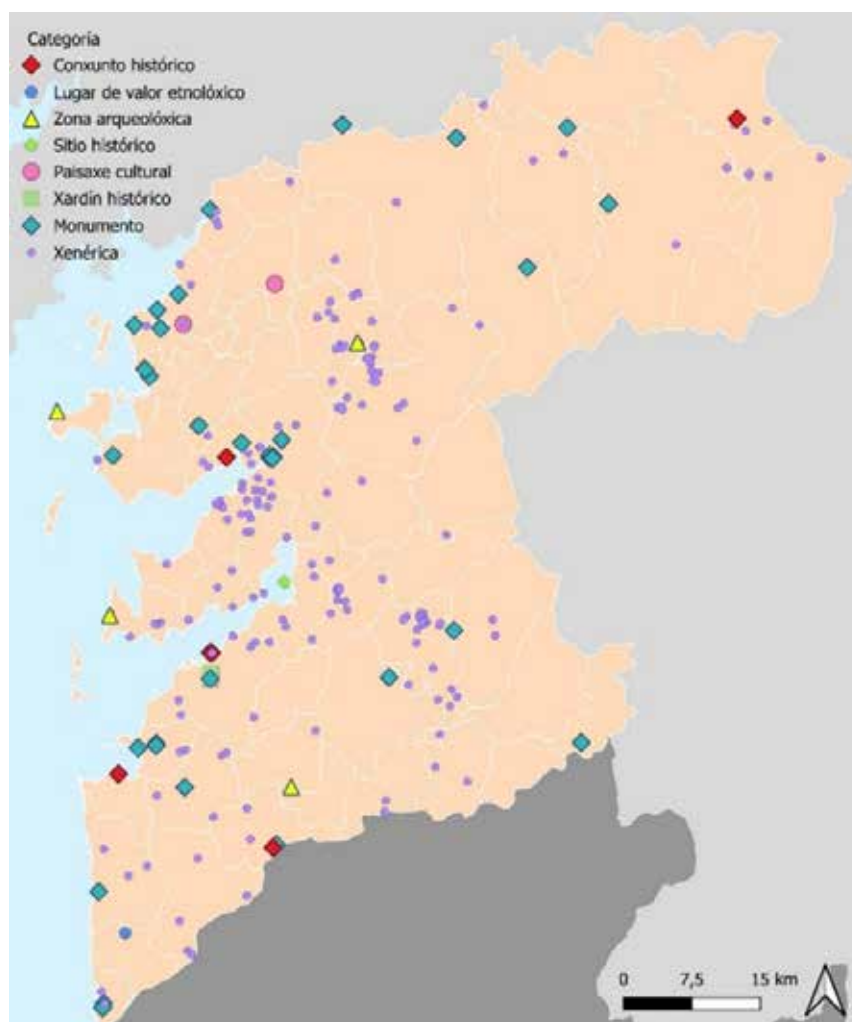 Categoria
Conxunto histórico
Lugar de valor etnolóxico
Zona arqueolóxica
Sitio histórico
Paisaxe cultural
Xardín histórico
Monumento
Xenérica
0 7,5 15 km